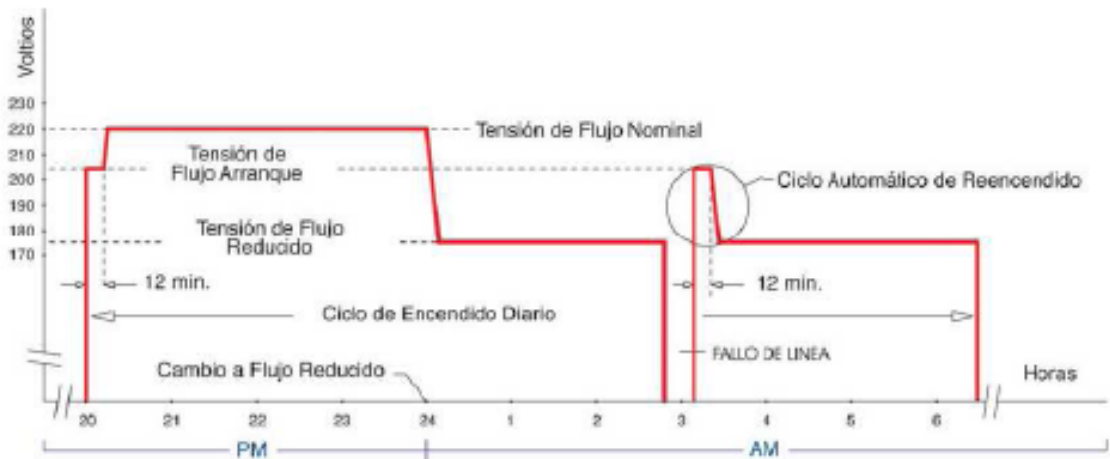 Voltios
230
220
210
200
190
180
170
Tensión de Flujo Nominal
Tensión de
Flujo Arranque
Ciclo Automático de Reencendido
Tensión de Flujo
Reducido
12 min.
12 min.
Ciclo de Encendido Diario
FALLO DE LINEA
Cambio a Flujo Reducido
Horas
20
21
22
23
24
1
2
3
4
5
6
PM
AM